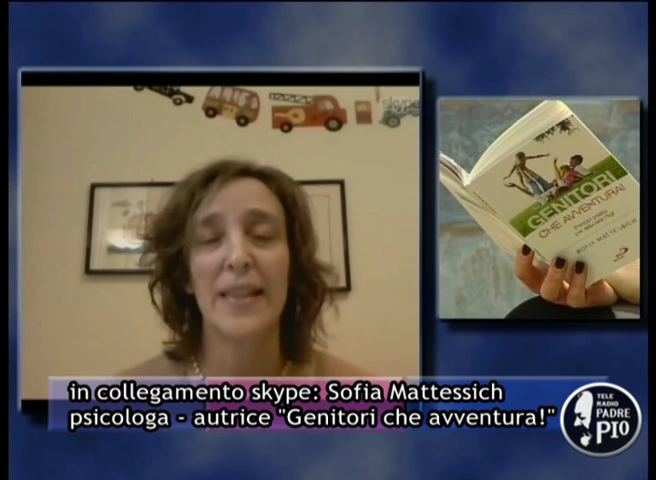 skype
GENITORI
CHE AVVENTURA!
SOFIA MATTESSICH
in collegamento skype: Sofia Mattessich
psicologa - autrice "Genitori che avventura!"
TELE
RADIO
PADRE
PIO